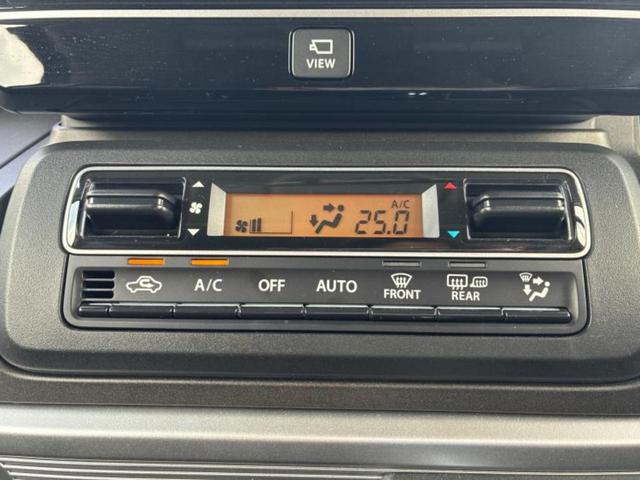 VIEW
A/C
25.0
A/C OFF AUTO FRONT REAR